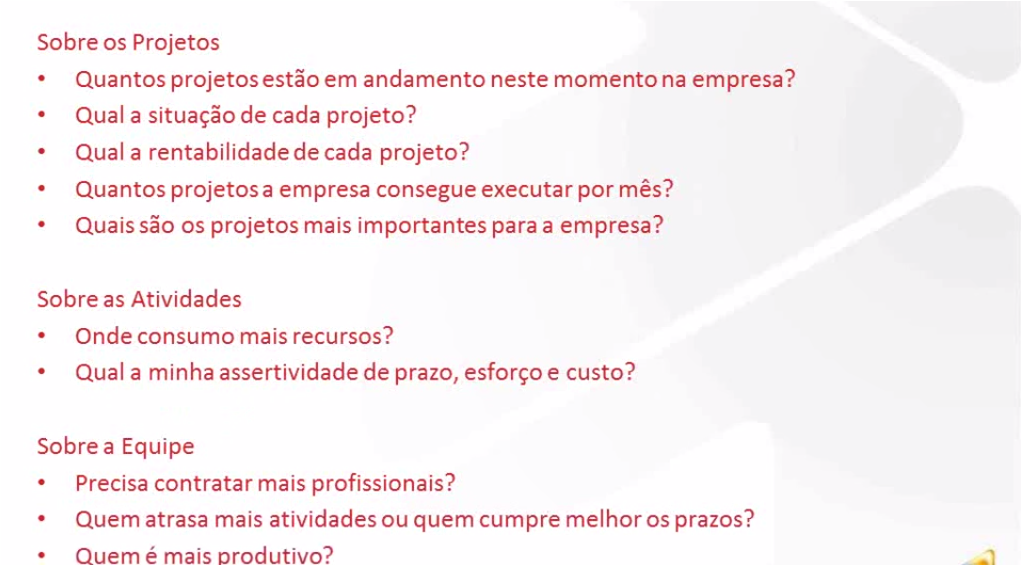 Sobre os Projetos
• Quantos projetos estão em andamento neste momento na empresa?
• Qual a situação de cada projeto?
• Qual a rentabilidade de cada projeto?
• Quantos projetos a empresa consegue executar por mês?
• Quais são os projetos mais importantes para a empresa?
Sobre as Atividades
• Onde consumo mais recursos?
• Qual a minha assertividade de prazo, esforço e custo?
Sobre a Equipe
• Precisa contratar mais profissionais?
• Quem atrasa mais atividades ou quem cumpre melhor os prazos?
• Quem é mais produtivo?